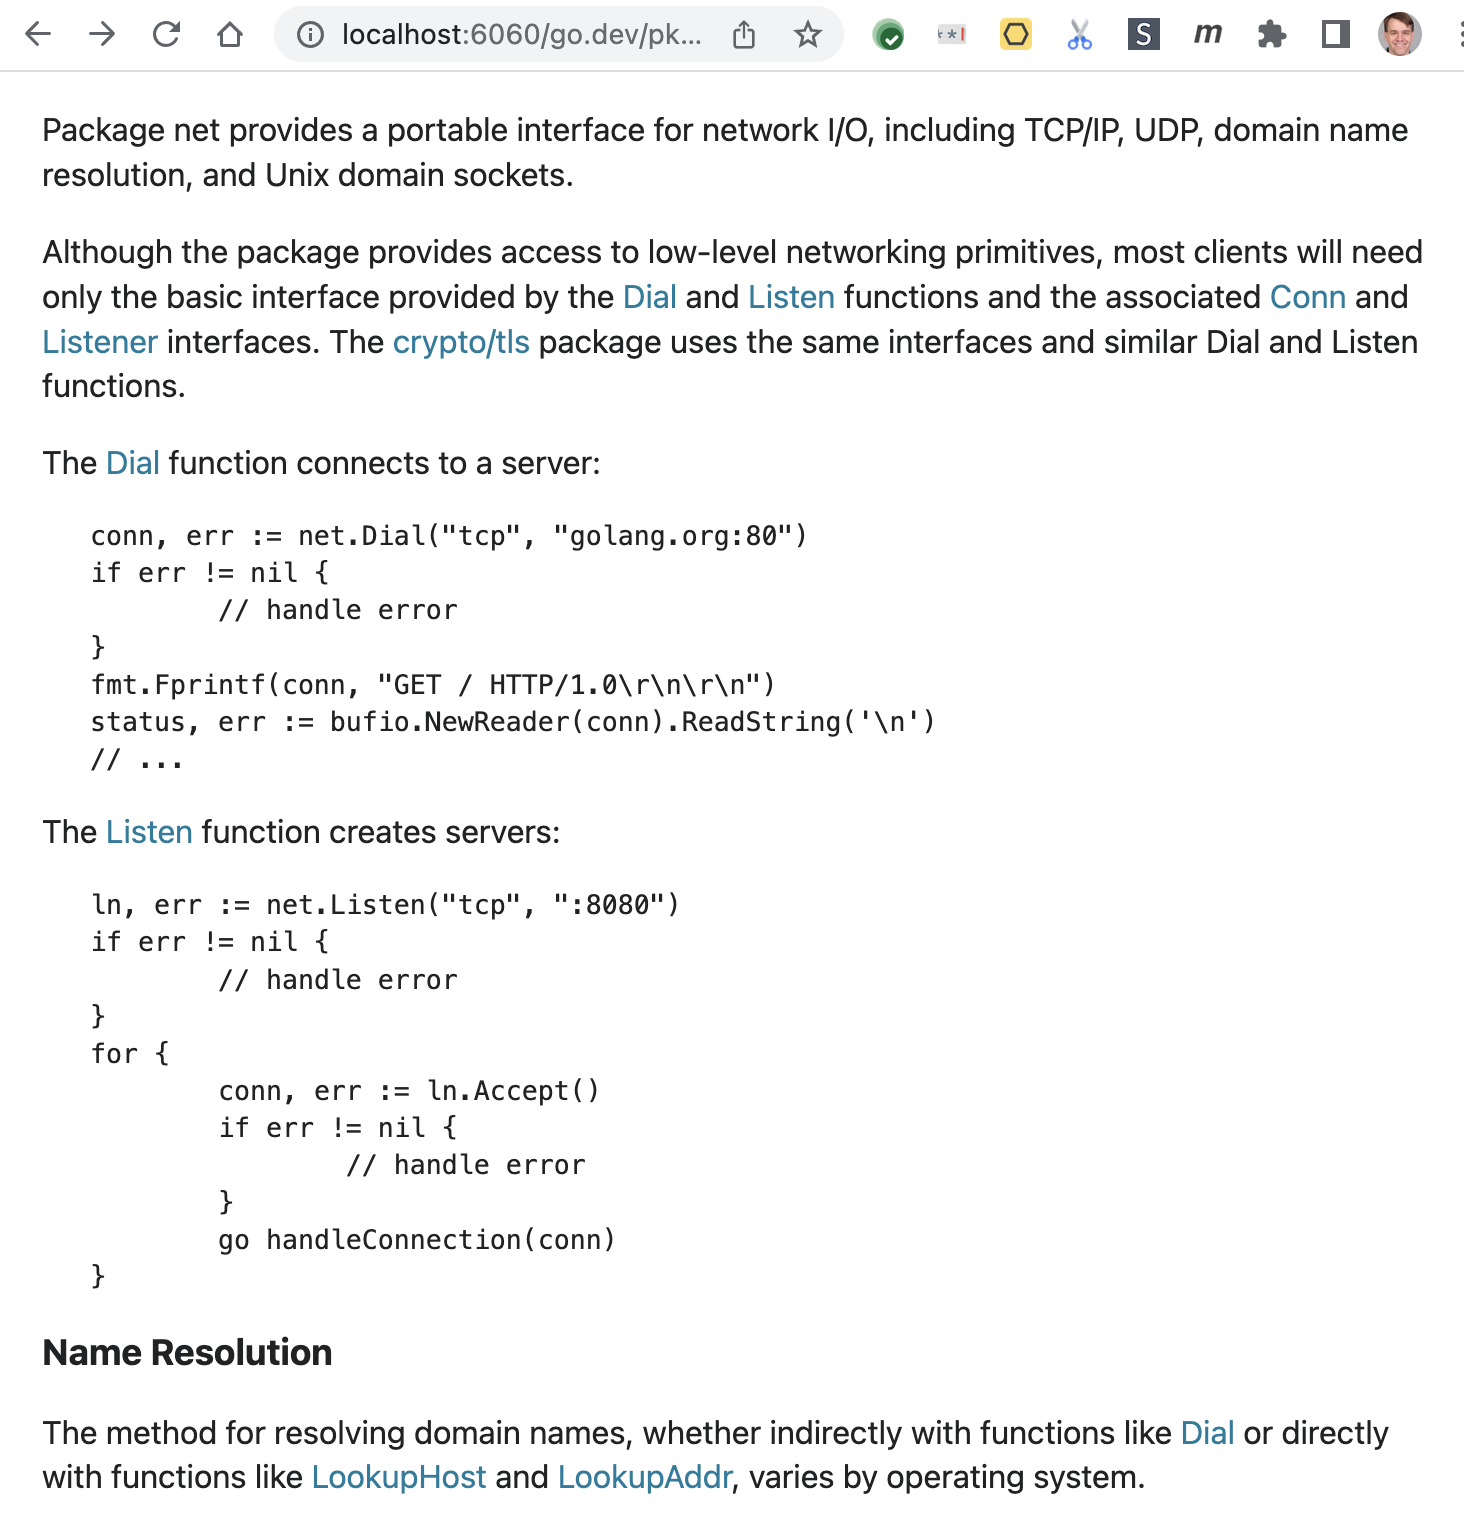 localhost:6060/go.dev/pk...
**|
S
m
Package net provides a portable interface for network I/O, including TCP/IP, UDP, domain name
resolution, and Unix domain sockets.
Although the package provides access to low-level networking primitives, most clients will need
only the basic interface provided by the Dial and Listen functions and the associated Conn and
Listener interfaces. The crypto/tls package uses the same interfaces and similar Dial and Listen
functions.
The Dial function connects to a server:
conn, err := net.Dial("tcp", "golang.org:80")
if err != nil {
        // handle error
}
fmt.Fprintf(conn, "GET / HTTP/1.0\r\n\r\n")
status, err := bufio.NewReader(conn).ReadString('\n')
// ...
The Listen function creates servers:
ln, err := net.Listen("tcp", ":8080")
if err != nil {
        // handle error
}
for {
        conn, err := ln.Accept()
        if err != nil {
                // handle error
        }
        go handleConnection(conn)
}
Name Resolution
The method for resolving domain names, whether indirectly with functions like Dial or directly
with functions like LookupHost and LookupAddr, varies by operating system.